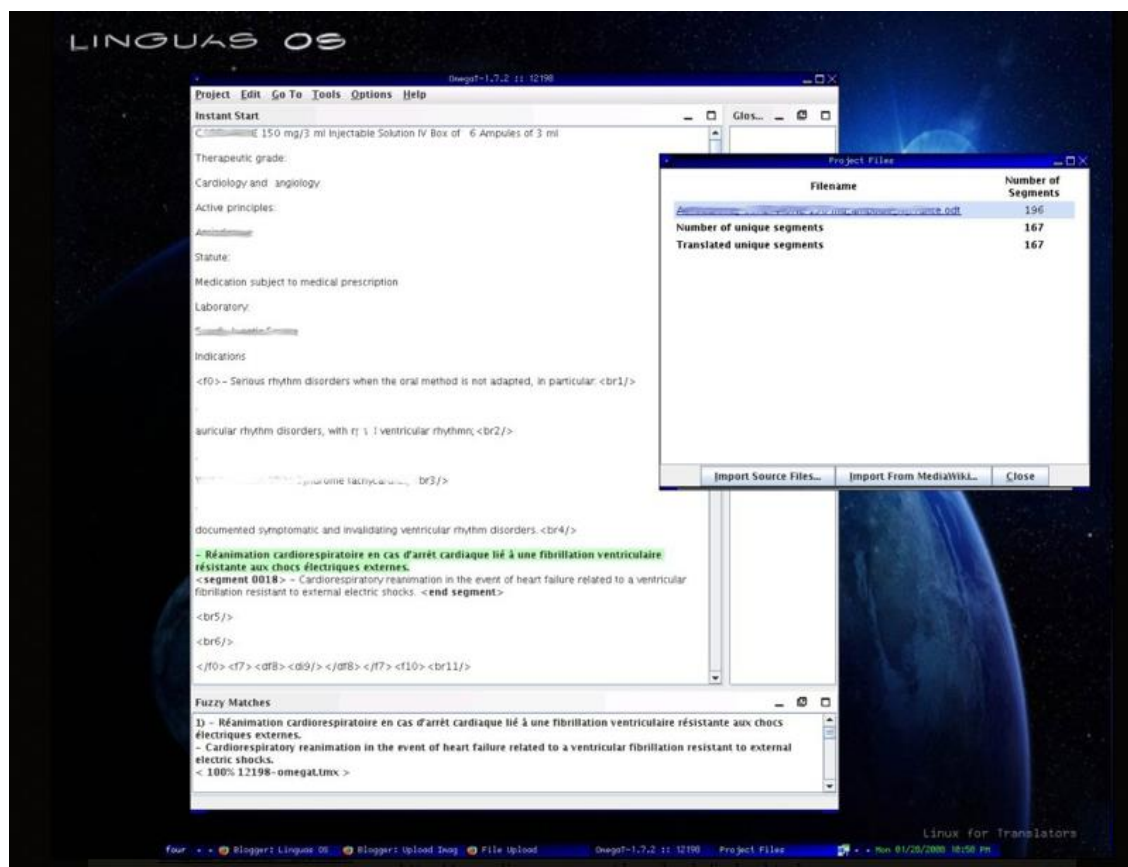 LINGUAS OS
OmegaT-1.7.2 :: 12198
Project Edit Go To Tools Options Help
Instant Start
Glos...
150 mg/3 ml Injectable Solution IV Box of 6 Ampules of 3 ml
Therapeutic grade:
Cardiology and angiology
Active principles:
Statute:
Medication subject to medical prescription
Laboratory:
Indications
<f0>– Serious rhythm disorders when the oral method is not adapted, in particular: <br1/>
.
auricular rhythm disorders, with ventricular rhythmn; <br2/>
.
br3/>
.
documented symptomatic and invalidating ventricular rhythm disorders. <br4/>
– Réanimation cardiorespiratoire en cas d'arrêt cardiaque lié à une fibrillation ventriculaire
résistante aux chocs électriques externes.
<segment 0018> – Cardiorespiratory reanimation in the event of heart failure related to a ventricular
fibrillation resistant to external electric shocks. <end segment>
<br5/>
<br6/>
</f0> <f7> <df8> <di9/> </df8> </f7> <f10> <br11/>
Fuzzy Matches
1) – Réanimation cardiorespiratoire en cas d'arrêt cardiaque lié à une fibrillation ventriculaire résistante aux chocs
électriques externes.
– Cardiorespiratory reanimation in the event of heart failure related to a ventricular fibrillation resistant to external
electric shocks.
< 100% 12198-omegat.tmx >
Project Files
Filename
Number of
Segments
196
Number of unique segments 167
Translated unique segments 167
Import Source Files... Import From MediaWiki... Close
Linux for Translators
four Blogger: Linguas OS Blogger: Upload Imag File Upload OmegaT-1.7.2 :: 12198 Project Files Mon 01/28/2008 10:50 PM